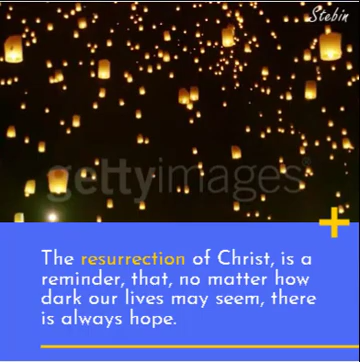 Stebin
gettyimages
The resurrection of Christ, is a
reminder, that, no matter how
dark our lives may seem, there
is always hope.